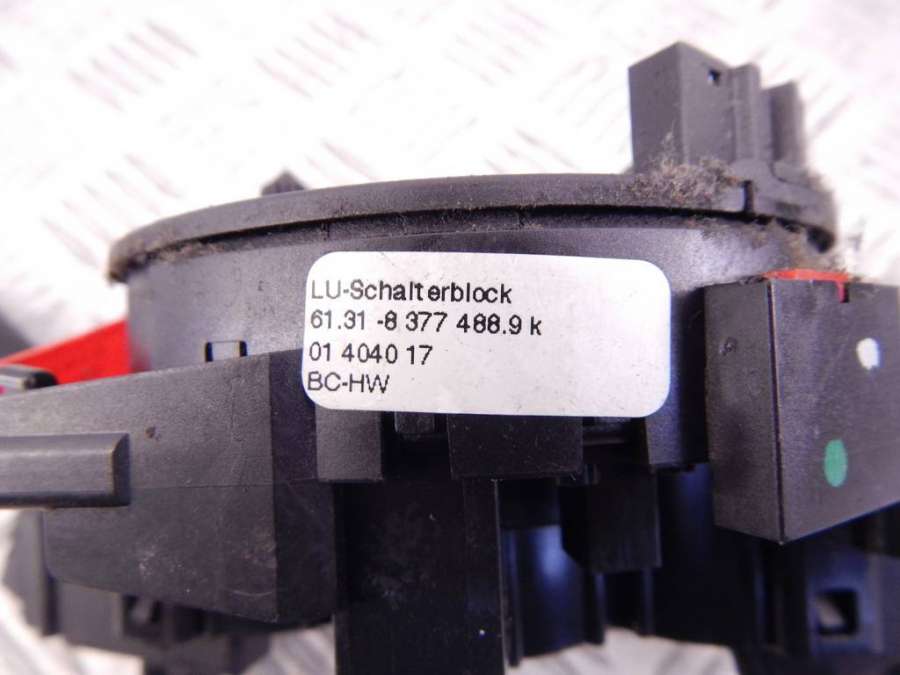 LU-Schalterblock
61.31 -8 377 488.9 k
01 4040 17
BC-HW